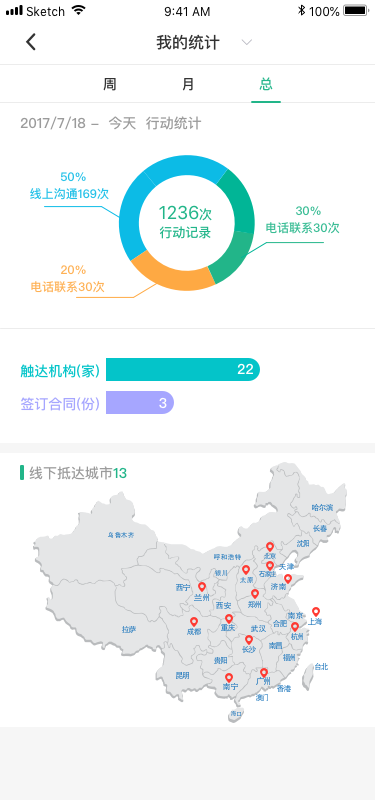 Sketch 9:41 AM 100%
我的统计
周 月 总
2017/7/18 – 今天 行动统计
50%
线上沟通169次
1236次
行动记录
30%
电话联系30次
20%
电话联系30次
触达机构(家) 22
签订合同(份) 3
线下抵达城市13
哈尔滨
长春
乌鲁木齐
沈阳
呼和浩特
北京
银川
石家庄
天津
太原
西宁
济南
兰州
西安
郑州
南京
拉萨
成都
重庆
武汉
合肥
上海
杭州
长沙
南昌
贵阳
福州
台北
昆明
南宁
广州
香港
澳门
海口